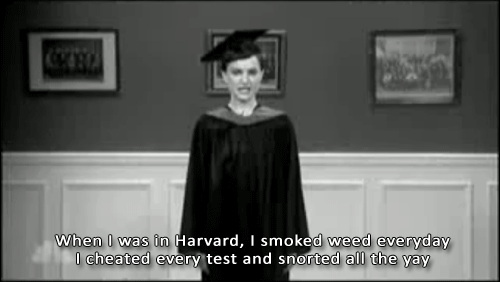 When I was in Harvard, I smoked weed everyday
I cheated every test and snorted all the yay